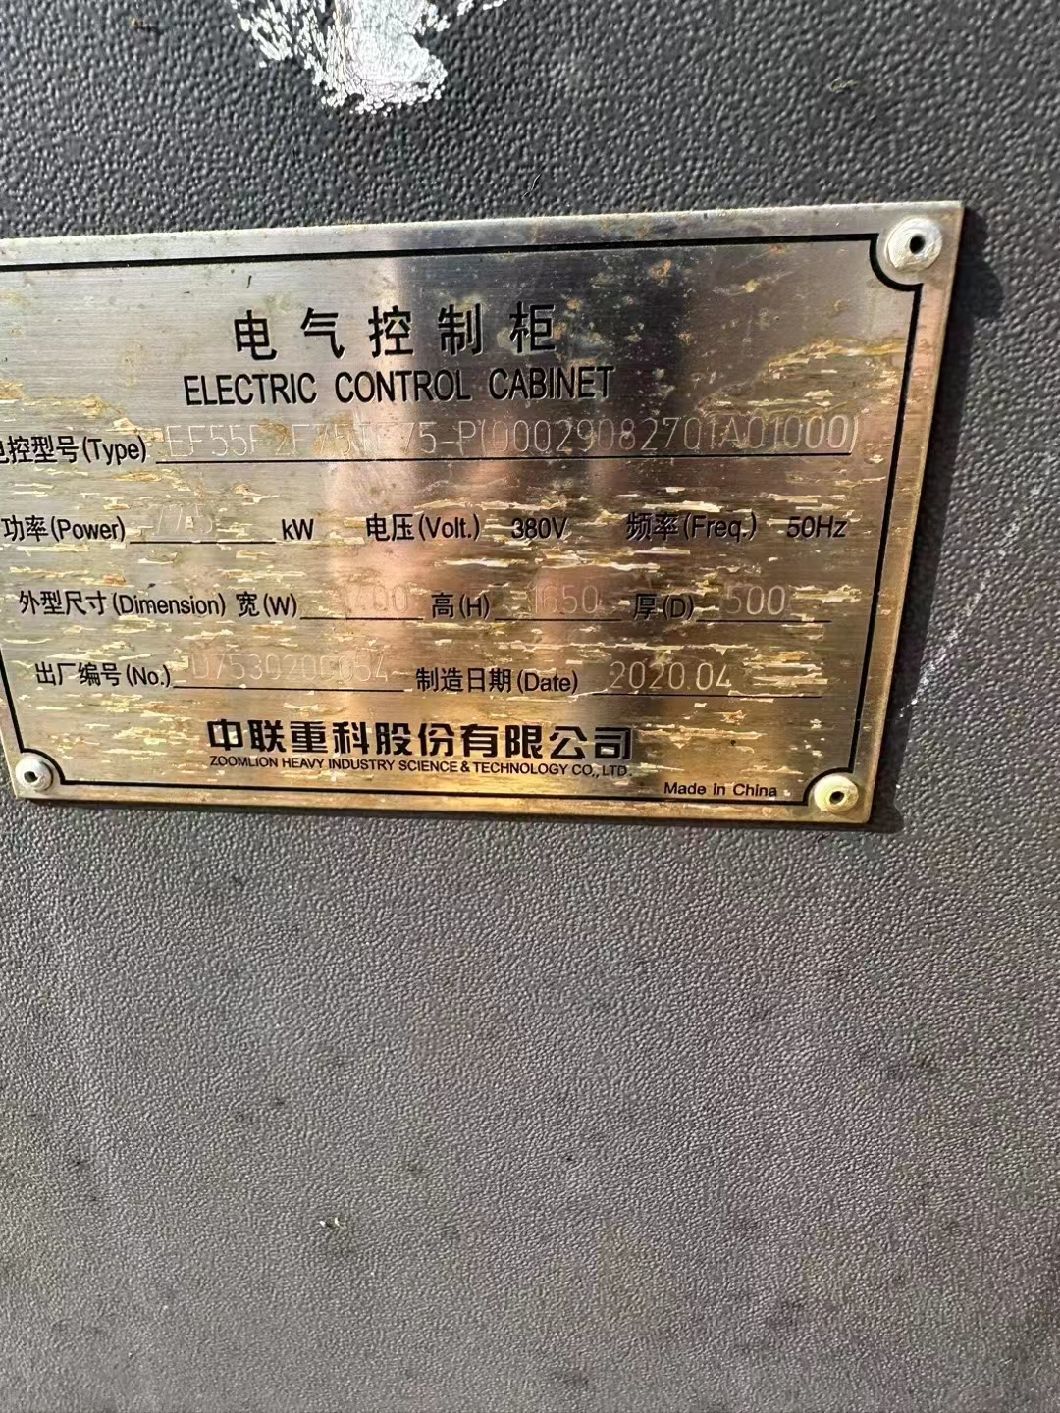 电气控制柜
ELECTRIC CONTROL CABINET
电控型号(Type) -P(00029082701A01000)
功率(Power) kW 电压(Volt.) 380V 频率(Freq.) 50Hz
外型尺寸(Dimension) 宽(W) 高(H) 1650 厚(D) 500
出厂编号(No.) 制造日期(Date) 2020.04
中联重科股份有限公司
ZOOMLION HEAVY INDUSTRY SCIENCE & TECHNOLOGY CO.,LTD.
Made in China